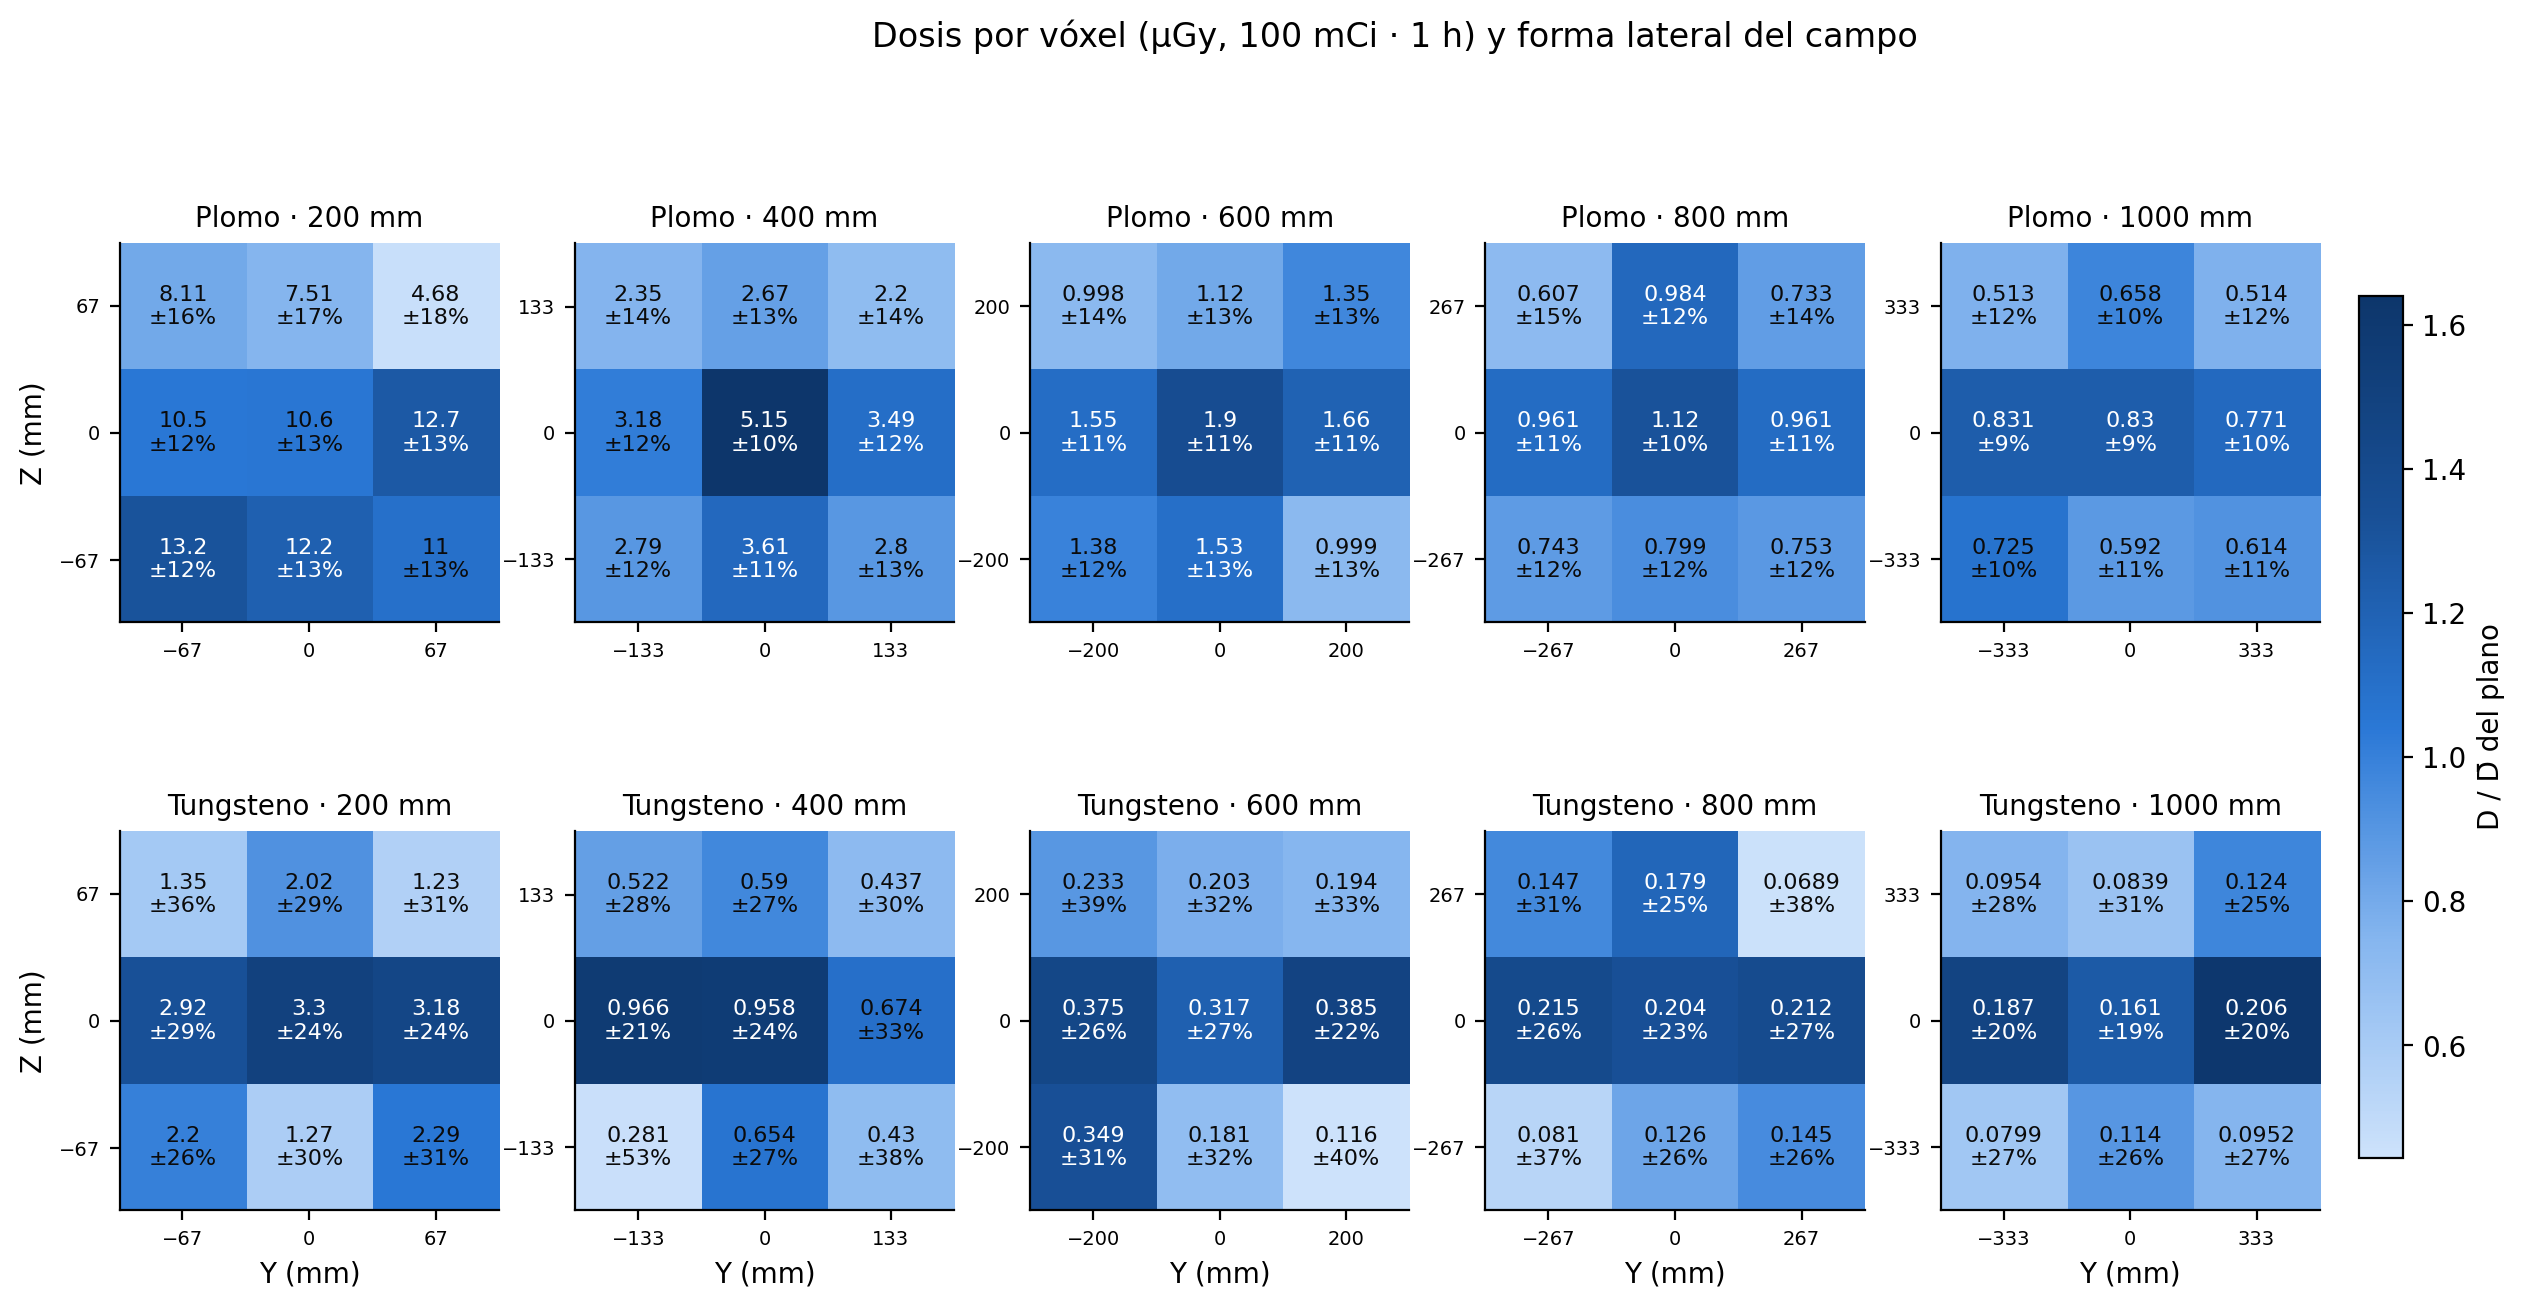 Dosis por vóxel (µGy, 100 mCi · 1 h) y forma lateral del campo
Plomo · 200 mm
Z (mm)
67
0
−67
8.11 7.51 4.68
±16% ±17% ±18%
10.5 10.6 12.7
±12% ±13% ±13%
13.2 12.2 11
±12% ±13% ±13%
−67 0 67
Plomo · 400 mm
133
0
−133
2.35 2.67 2.2
±14% ±13% ±14%
3.18 5.15 3.49
±12% ±10% ±12%
2.79 3.61 2.8
±12% ±11% ±13%
−133 0 133
Plomo · 600 mm
200
0
−200
0.998 1.12 1.35
±14% ±13% ±13%
1.55 1.9 1.66
±11% ±11% ±11%
1.38 1.53 0.999
±12% ±13% ±13%
−200 0 200
Plomo · 800 mm
267
0
−267
0.607 0.984 0.733
±15% ±12% ±14%
0.961 1.12 0.961
±11% ±10% ±11%
0.743 0.799 0.753
±12% ±12% ±12%
−267 0 267
Plomo · 1000 mm
333
0
−333
0.513 0.658 0.514
±12% ±10% ±12%
0.831 0.83 0.771
±9% ±9% ±10%
0.725 0.592 0.614
±10% ±11% ±11%
−333 0 333
Tungsteno · 200 mm
Z (mm)
67
0
−67
1.35 2.02 1.23
±36% ±29% ±31%
2.92 3.3 3.18
±29% ±24% ±24%
2.2 1.27 2.29
±26% ±30% ±31%
−67 0 67
Y (mm)
Tungsteno · 400 mm
133
0
−133
0.522 0.59 0.437
±28% ±27% ±30%
0.966 0.958 0.674
±21% ±24% ±33%
0.281 0.654 0.43
±53% ±27% ±38%
−133 0 133
Y (mm)
Tungsteno · 600 mm
200
0
−200
0.233 0.203 0.194
±39% ±32% ±33%
0.375 0.317 0.385
±26% ±27% ±22%
0.349 0.181 0.116
±31% ±32% ±40%
−200 0 200
Y (mm)
Tungsteno · 800 mm
267
0
−267
0.147 0.179 0.0689
±31% ±25% ±38%
0.215 0.204 0.212
±26% ±23% ±27%
0.081 0.126 0.145
±37% ±26% ±26%
−267 0 267
Y (mm)
Tungsteno · 1000 mm
333
0
−333
0.0954 0.0839 0.124
±28% ±31% ±25%
0.187 0.161 0.206
±20% ±19% ±20%
0.0799 0.114 0.0952
±27% ±26% ±27%
−333 0 333
Y (mm)
1.6
1.4
1.2
1.0
0.8
0.6
D / D̄ del plano